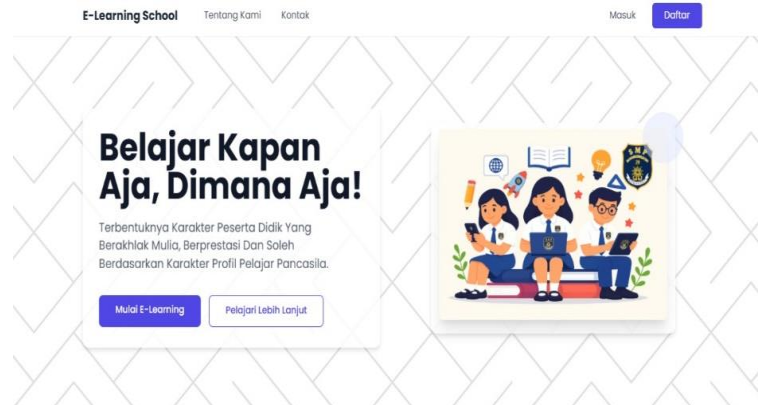 E-Learning School
Tentang Kami
Kontak
Masuk
Daftar
Belajar Kapan
Aja, Dimana Aja!
Terbentuknya Karakter Peserta Didik Yang
Berakhlak Mulia, Berprestasi Dan Soleh
Berdasarkan Karakter Profil Pelajar Pancasila.
Mulai E-Learning
Pelajari Lebih Lanjut
SMP